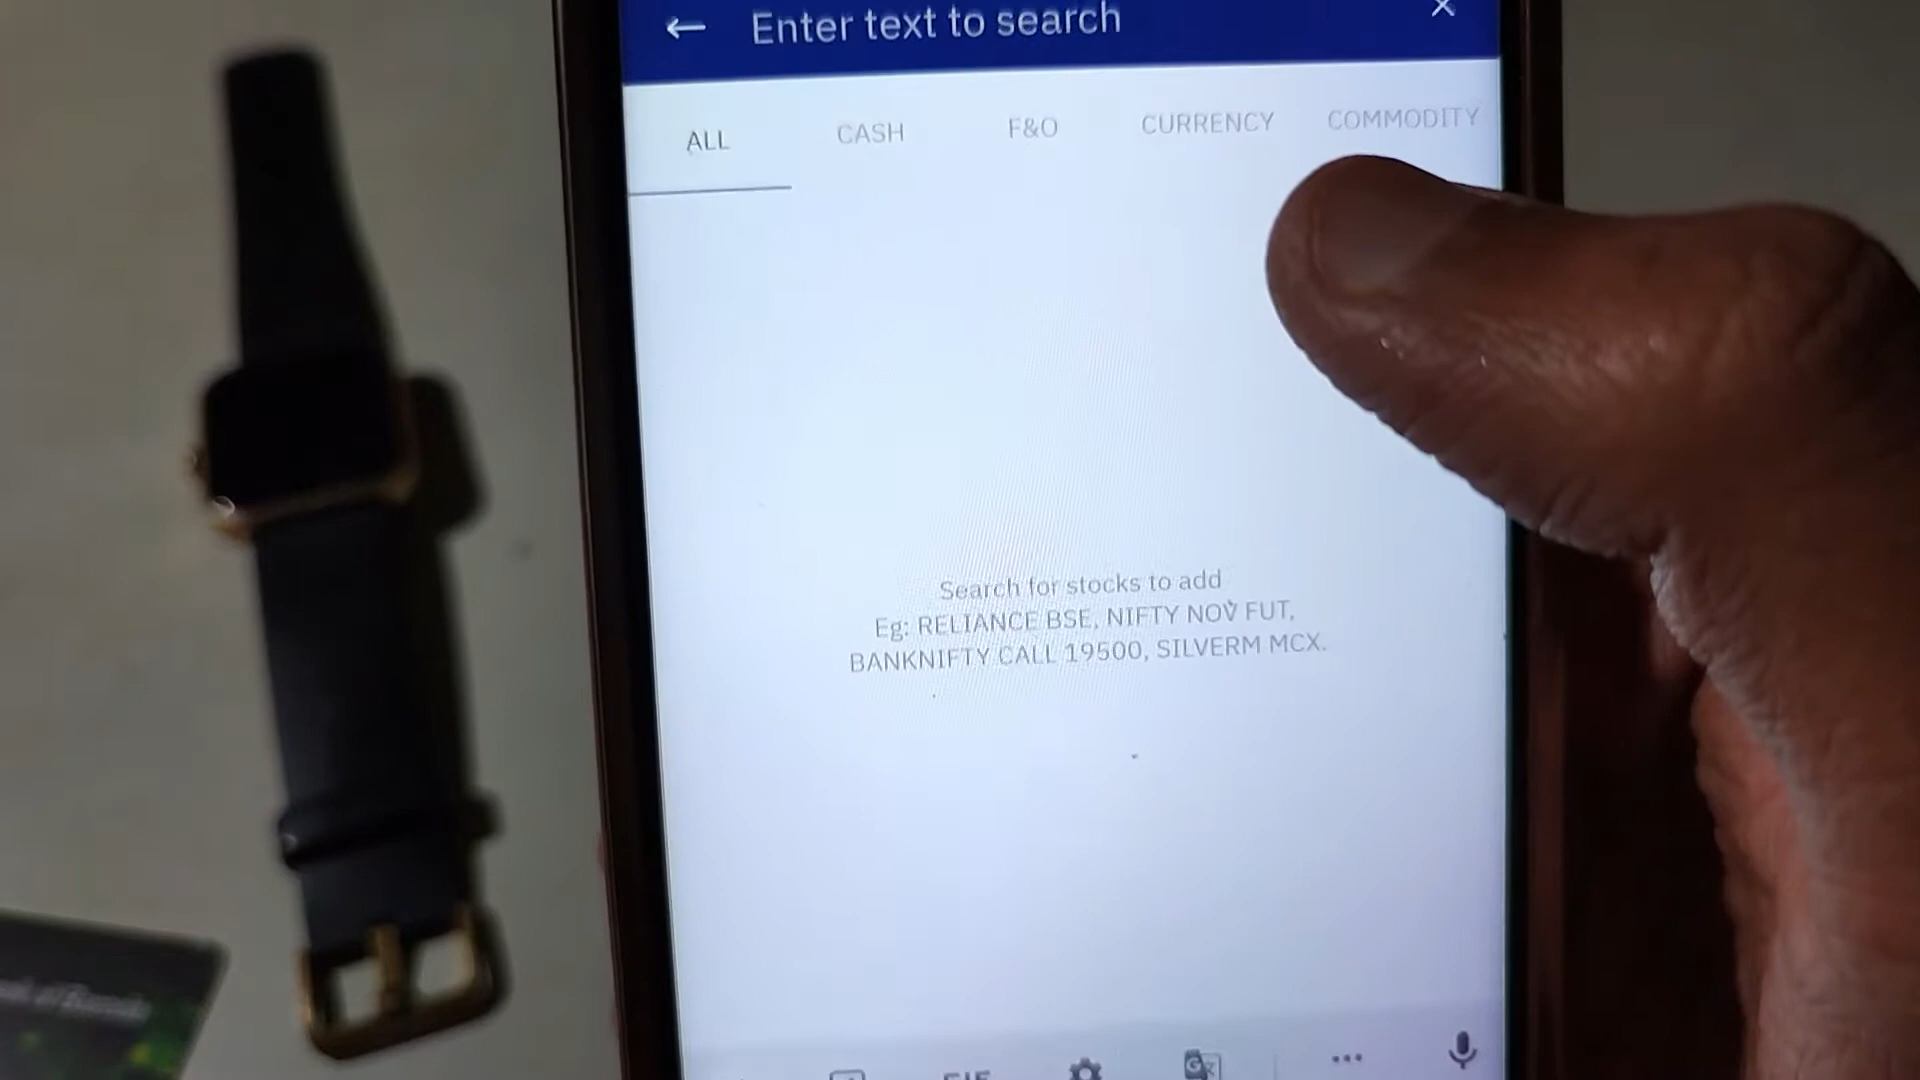 Enter text to search
ALL CASH F&O CURRENCY COMMODITY
Search for stocks to add
Eg: RELIANCE BSE, NIFTY NOV FUT,
BANKNIFTY CALL 19500, SILVERM MCX.
GIF